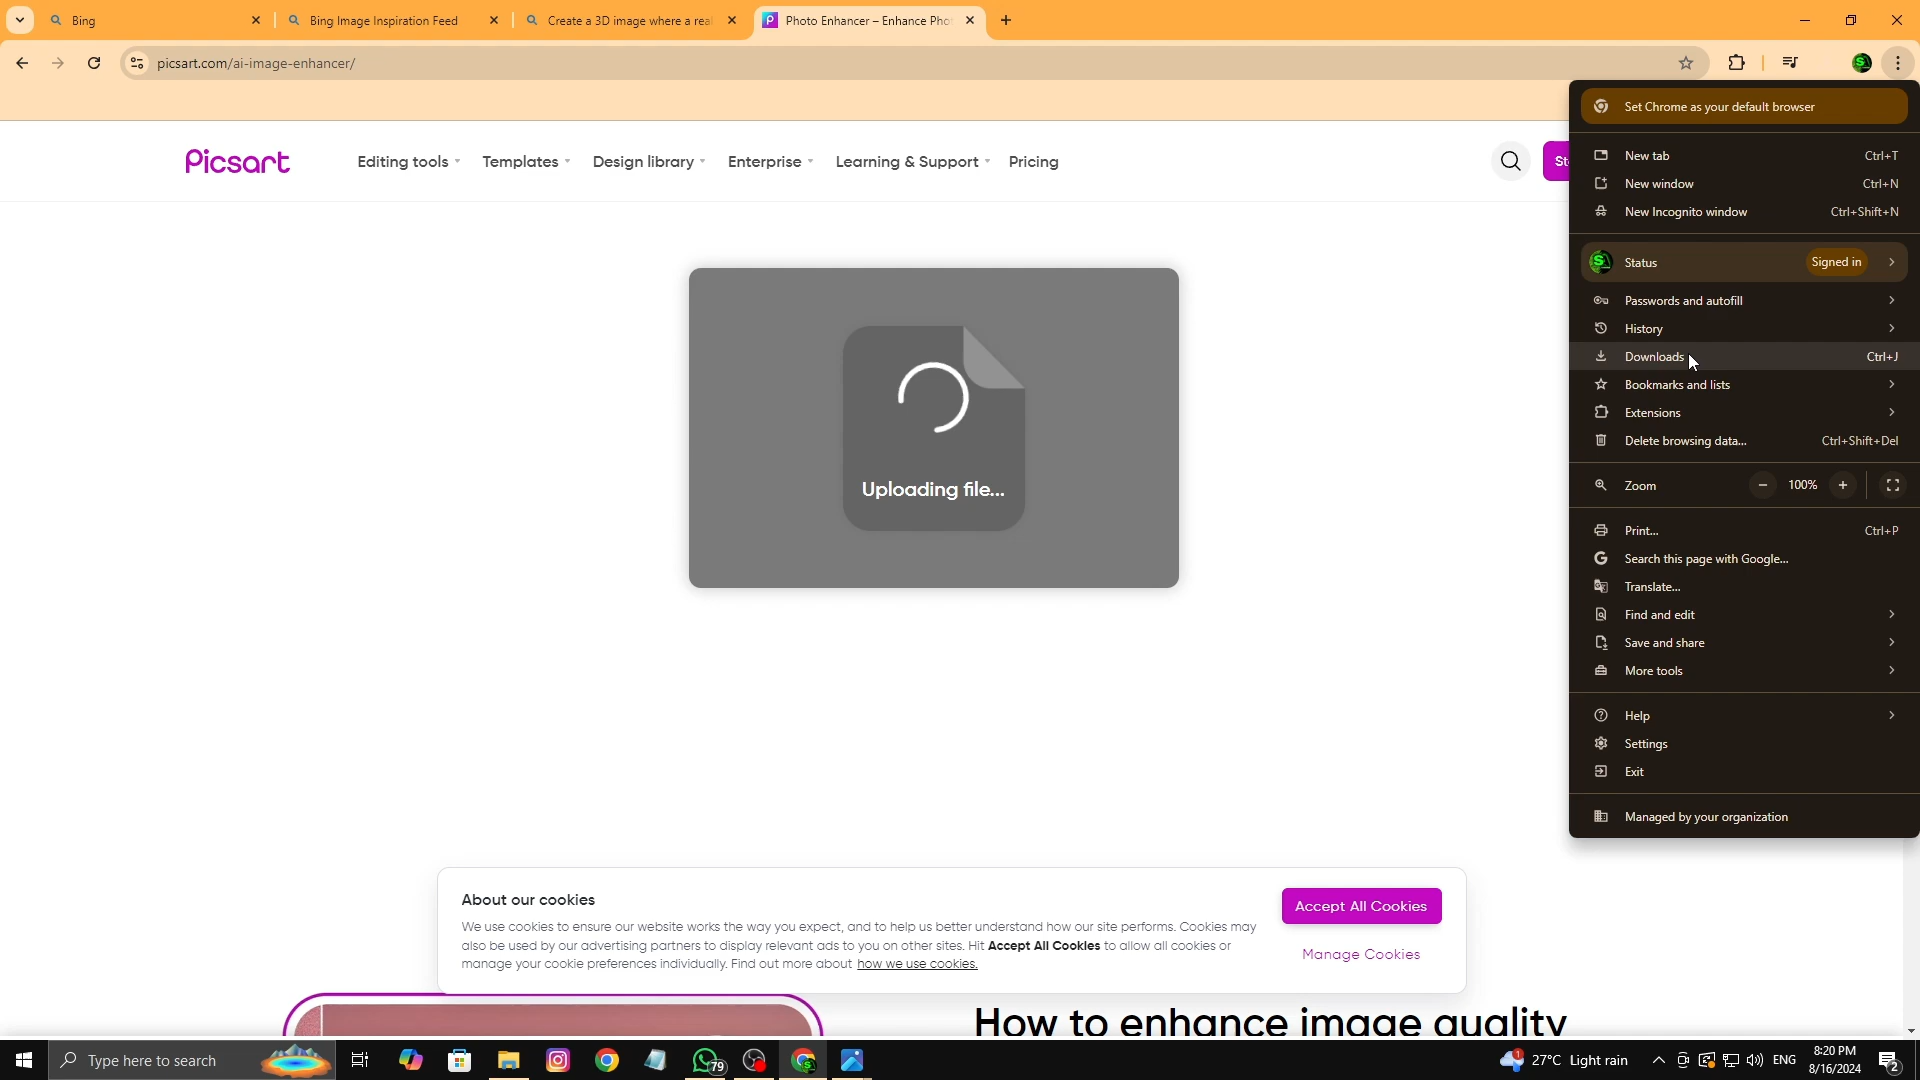 Bing
Bing Image Inspiration Feed
Create a 3D image where a real
Photo Enhancer – Enhance Pho
picsart.com/ai-image-enhancer/
Set Chrome as your default browser
Picsart
Editing tools
Templates
Design library
Enterprise
Learning & Support
Pricing
St
New tab Ctrl+T
New window Ctrl+N
New Incognito window Ctrl+Shift+N
Status Signed in
Passwords and autofill
History
Downloads Ctrl+J
Bookmarks and lists
Extensions
Delete browsing data... Ctrl+Shift+Del
Zoom − 100% +
Print... Ctrl+P
Search this page with Google...
Translate...
Find and edit
Save and share
More tools
Help
Settings
Exit
Managed by your organization
Uploading file...
About our cookies
We use cookies to ensure our website works the way you expect, and to help us better understand how our site performs. Cookies may
also be used by our advertising partners to display relevant ads to you on other sites. Hit Accept All Cookies to allow all cookies or
manage your cookie preferences individually. Find out more about how we use cookies.
Accept All Cookies
Manage Cookies
How to enhance image quality
Type here to search
79
1
27°C Light rain
ENG
8:20 PM
8/16/2024
2